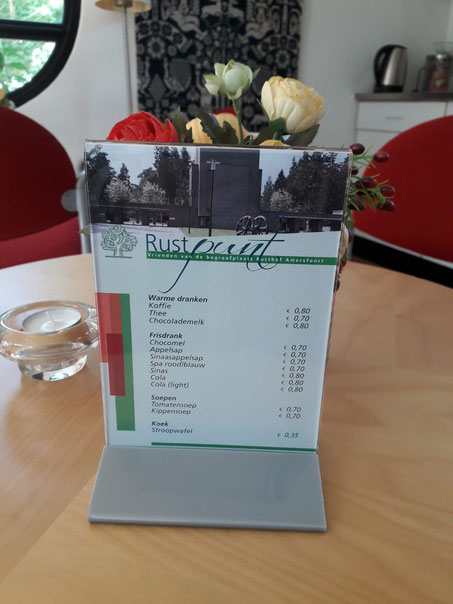 Rustpunt
Vrienden van de begraafplaats Rusthof Amersfoort
Warme dranken
Koffie € 0,80
Thee € 0,70
Chocolademelk € 0,80
Frisdrank
Chocomel € 0,70
Appelsap € 0,70
Sinaasappelsap € 0,70
Spa rood/blauw € 0,70
Sinas € 0,80
Cola € 0,80
Cola (light) € 0,80
Soepen
Tomatensoep € 0,70
Kippensoep € 0,70
Koek
Stroopwafel € 0,35